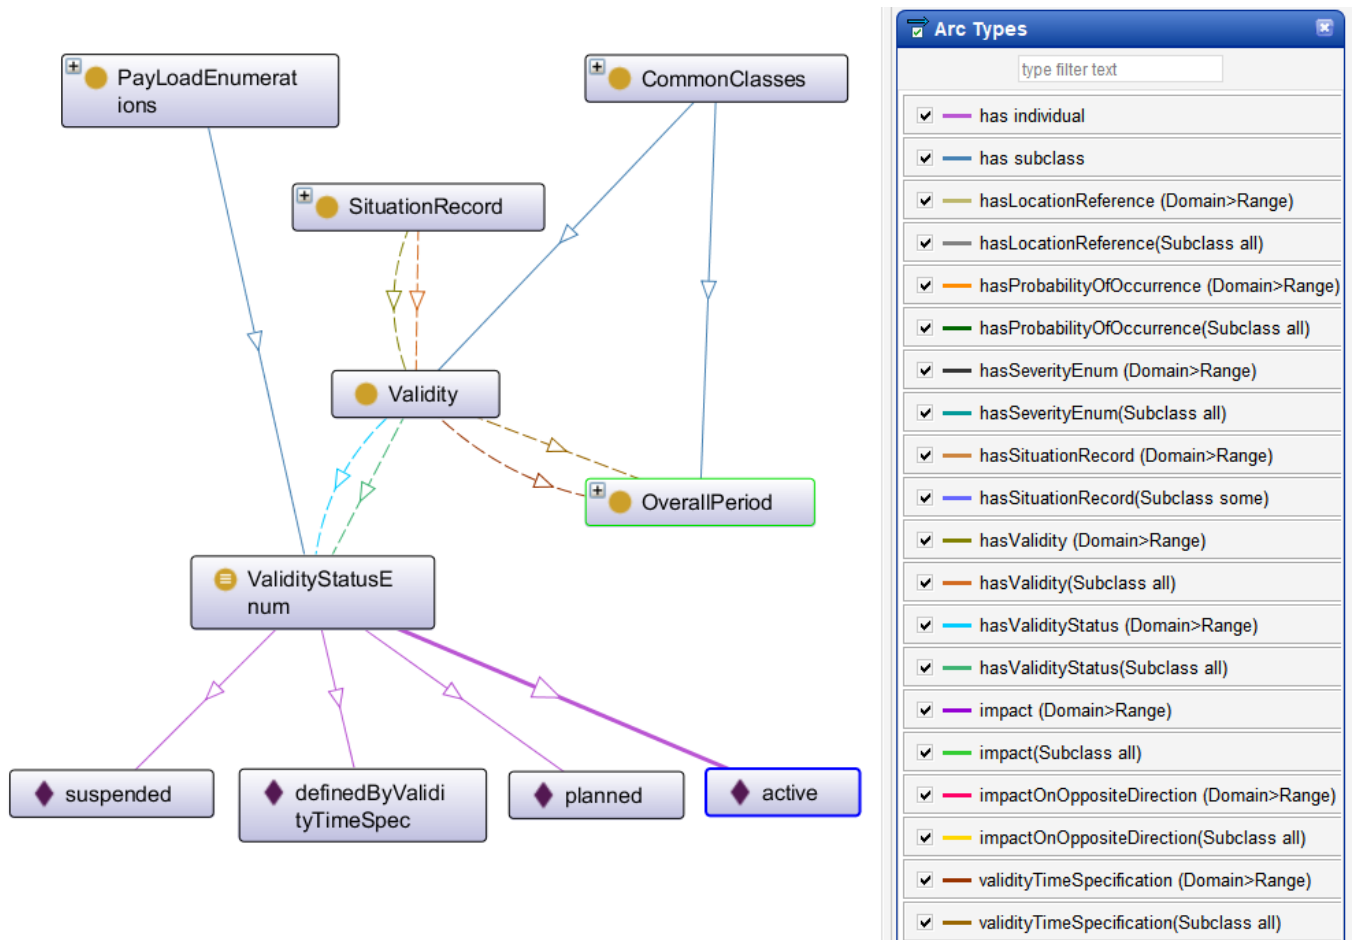 PayLoadEnumerat
ions
CommonClasses
SituationRecord
Validity
OverallPeriod
ValidityStatusE
num
suspended
definedByValidi
tyTimeSpec
planned
active
Arc Types
type filter text
has individual
has subclass
hasLocationReference (Domain>Range)
hasLocationReference(Subclass all)
hasProbabilityOfOccurrence (Domain>Range)
hasProbabilityOfOccurrence(Subclass all)
hasSeverityEnum (Domain>Range)
hasSeverityEnum(Subclass all)
hasSituationRecord (Domain>Range)
hasSituationRecord(Subclass some)
hasValidity (Domain>Range)
hasValidity(Subclass all)
hasValidityStatus (Domain>Range)
hasValidityStatus(Subclass all)
impact (Domain>Range)
impact(Subclass all)
impactOnOppositeDirection (Domain>Range)
impactOnOppositeDirection(Subclass all)
validityTimeSpecification (Domain>Range)
validityTimeSpecification(Subclass all)